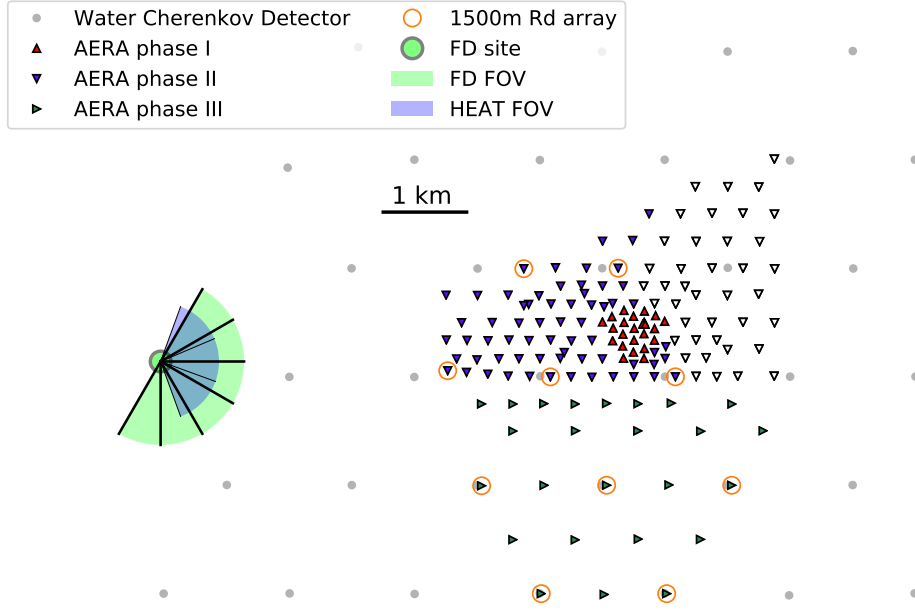 Water Cherenkov Detector
AERA phase I
AERA phase II
AERA phase III
1500m Rd array
FD site
FD FOV
HEAT FOV
1 km